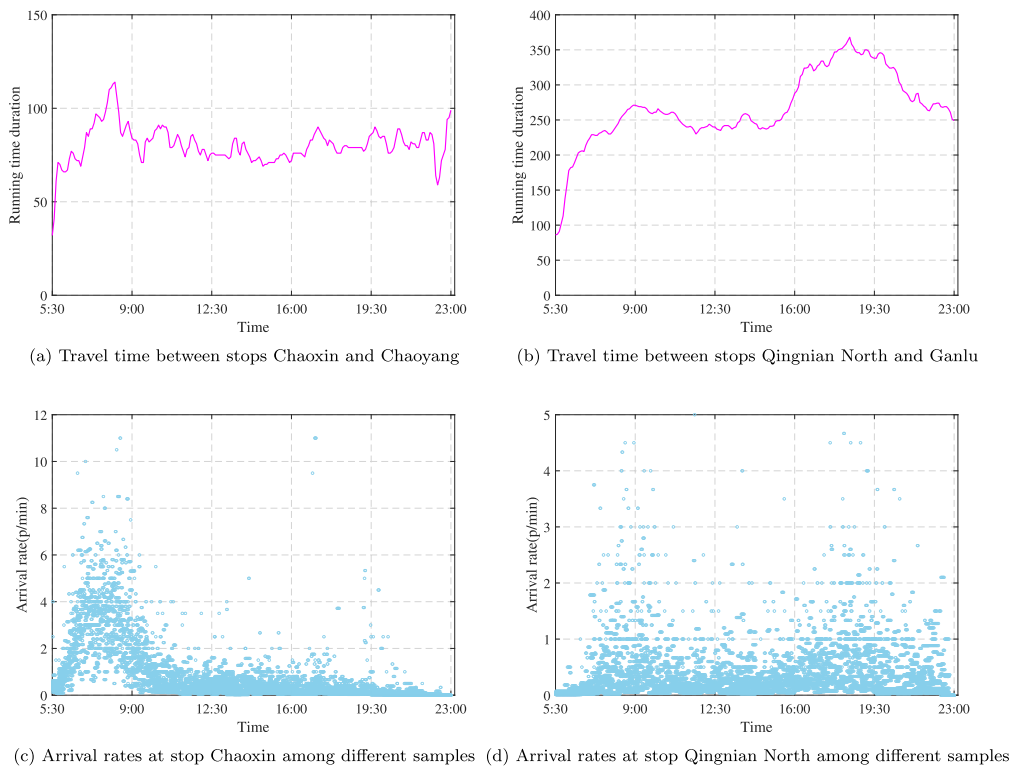 150
100
50
0
Running time duration
5:30 9:00 12:30 16:00 19:30 23:00
Time
(a) Travel time between stops Chaoxin and Chaoyang
400
350
300
250
200
150
100
50
0
Running time duration
5:30 9:00 12:30 16:00 19:30 23:00
Time
(b) Travel time between stops Qingnian North and Ganlu
12
10
8
6
4
2
0
Arrival rate(p/min)
5:30 9:00 12:30 16:00 19:30 23:00
Time
(c) Arrival rates at stop Chaoxin among different samples
5
4
3
2
1
0
Arrival rate(p/min)
5:30 9:00 12:30 16:00 19:30 23:00
Time
(d) Arrival rates at stop Qingnian North among different samples